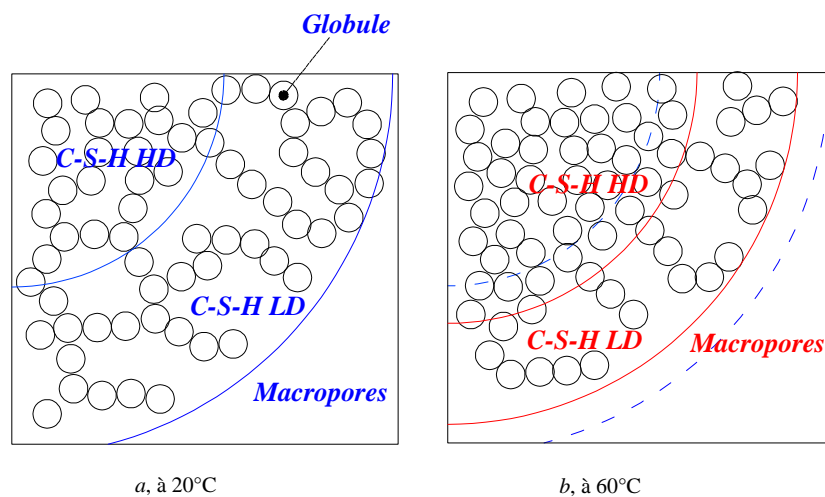 Globule
C-S-H HD
C-S-H LD
Macropores
a, à 20°C
C-S-H HD
C-S-H LD
Macropores
b, à 60°C